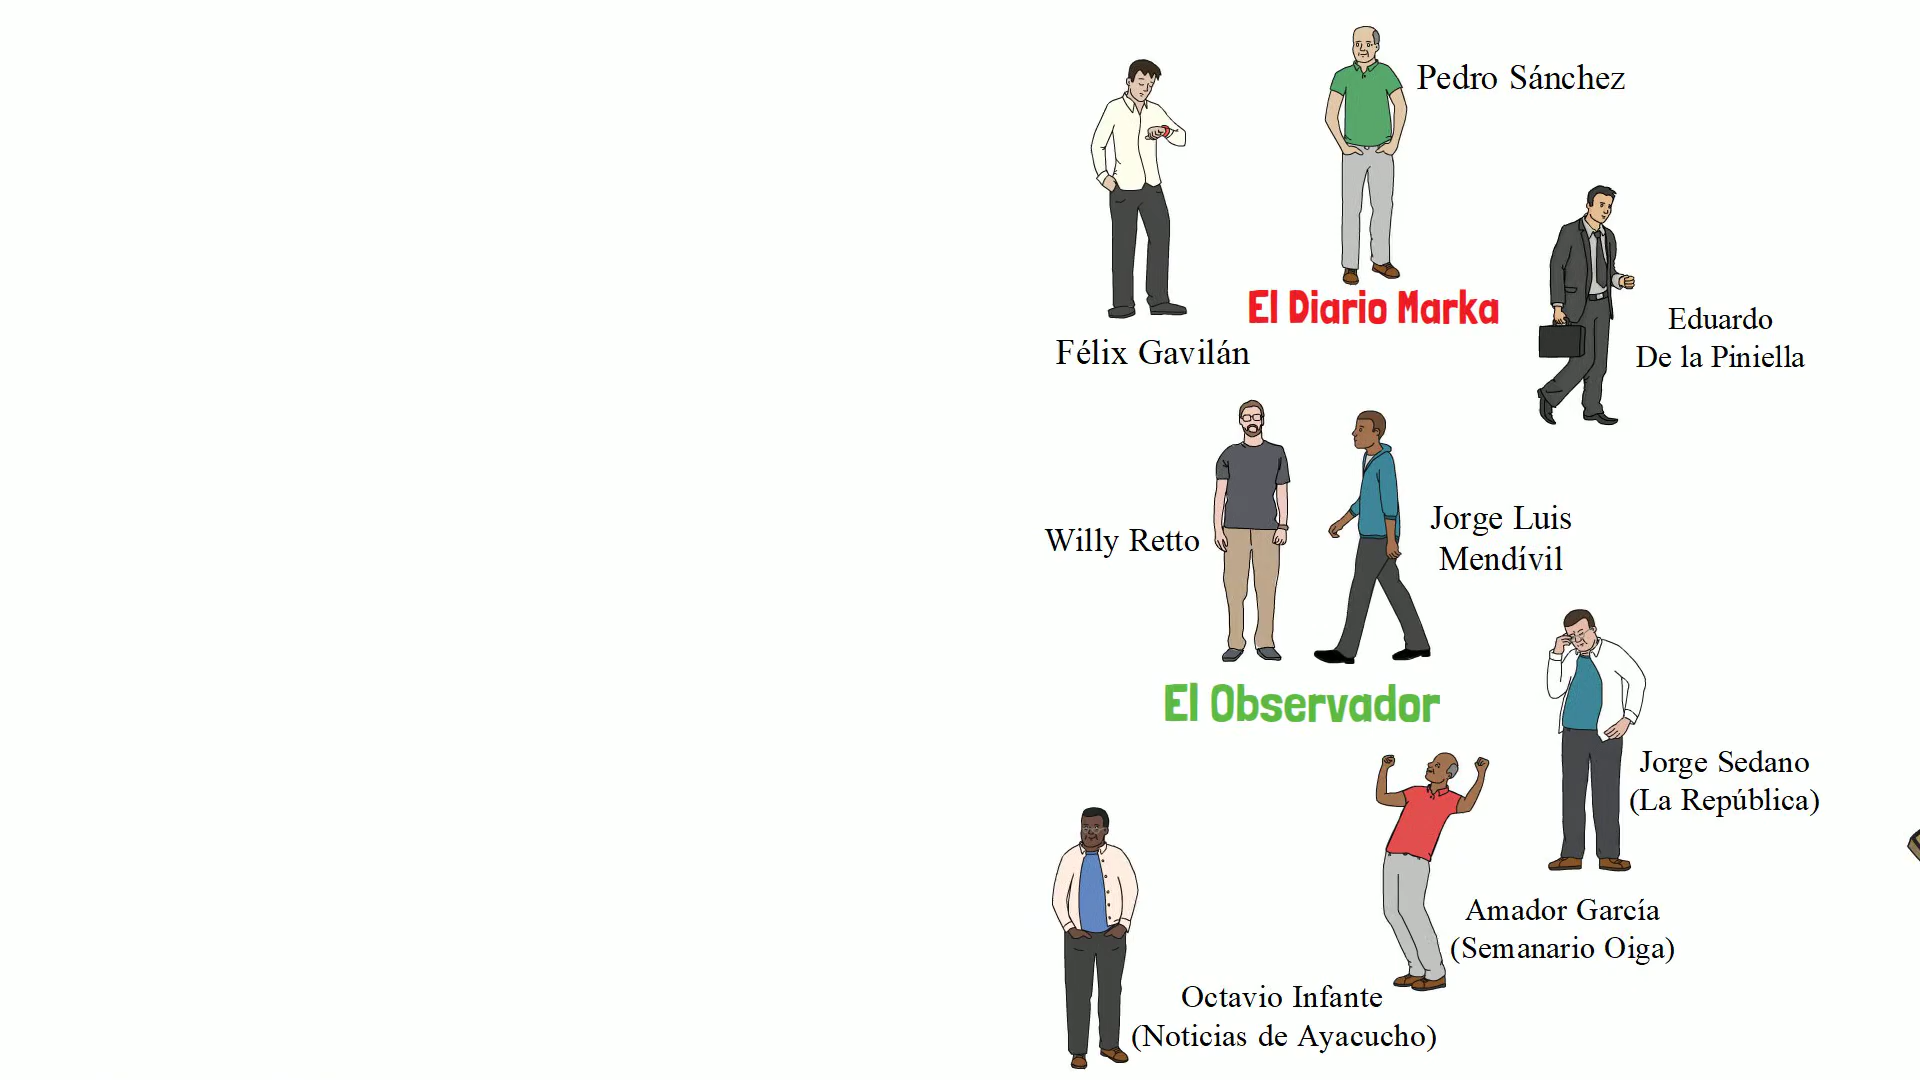 Pedro Sánchez
El Diario Marka
Félix Gavilán
Eduardo
De la Piniella
Willy Retto
Jorge Luis
Mendívil
El Observador
Jorge Sedano
(La República)
Amador García
(Semanario Oiga)
Octavio Infante
(Noticias de Ayacucho)